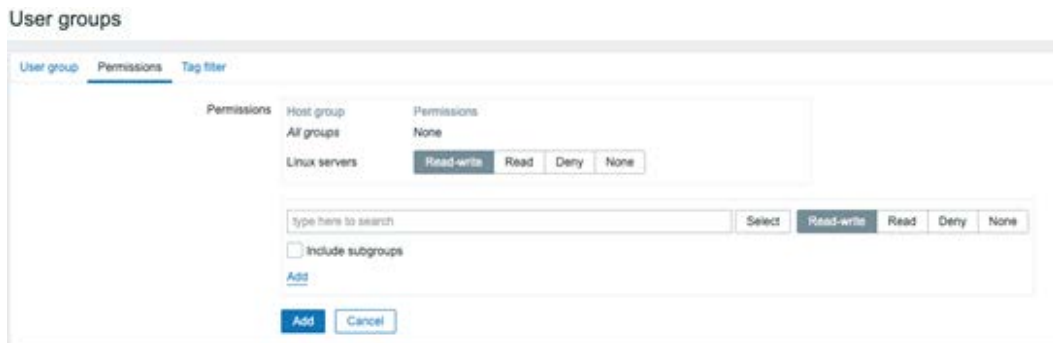 User groups
User group Permissions Tag filter
Permissions Host group Permissions
All groups None
Linux servers Read-write Read Deny None
type here to search Select Read-write Read Deny None
Include subgroups
Add
Add Cancel